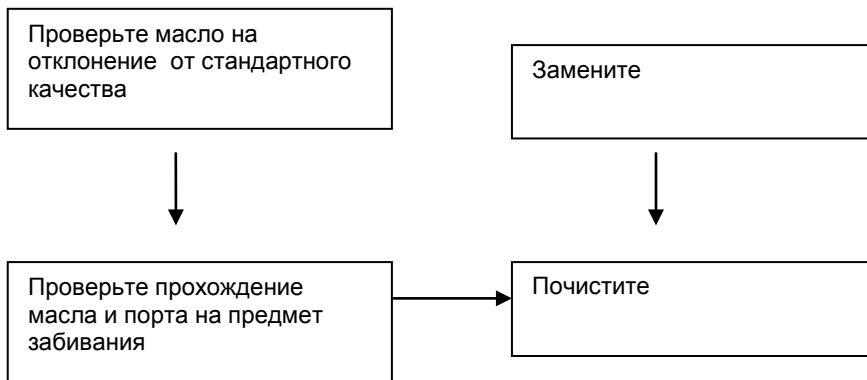 Проверьте масло на
отклонение от стандартного
качества
Замените
Проверьте прохождение
масла и порта на предмет
забивания
Почистите